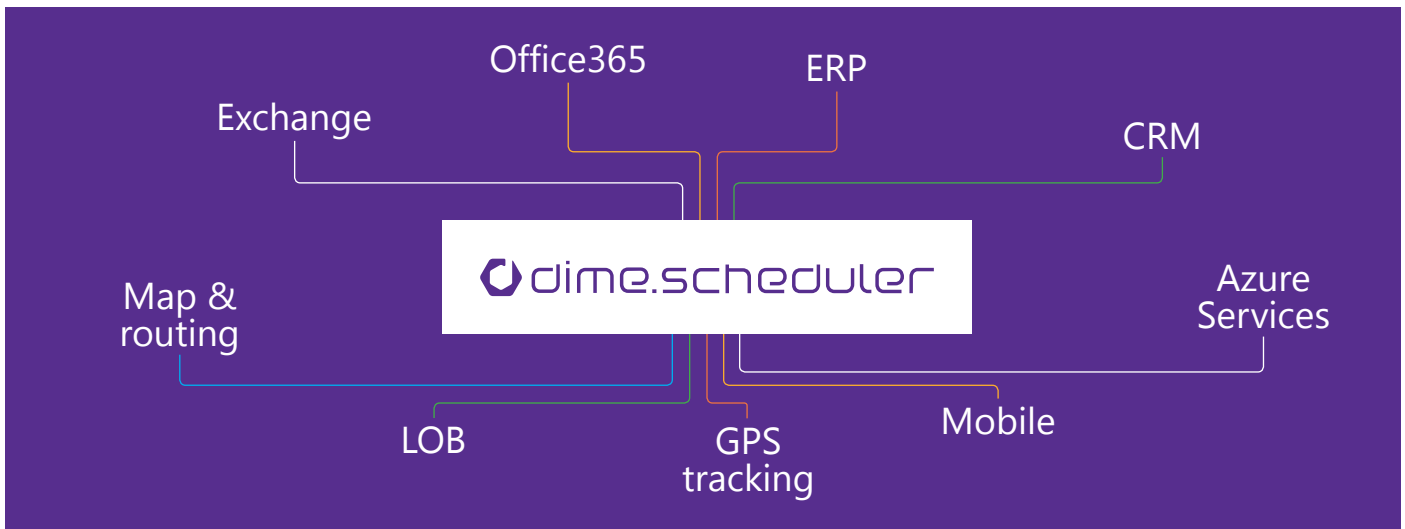 Office365
ERP
Exchange
CRM
dime.scheduler
Map &
routing
Azure
Services
LOB
GPS
tracking
Mobile